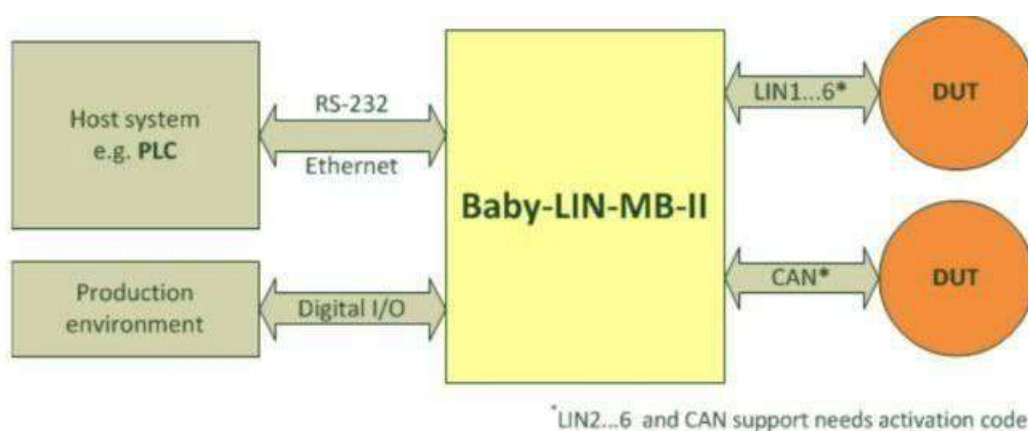 Host system
e.g. PLC
RS-232
Ethernet
Production
environment
Digital I/O
Baby-LIN-MB-II
LIN1...6*
DUT
CAN*
DUT
*LIN2...6 and CAN support needs activation code